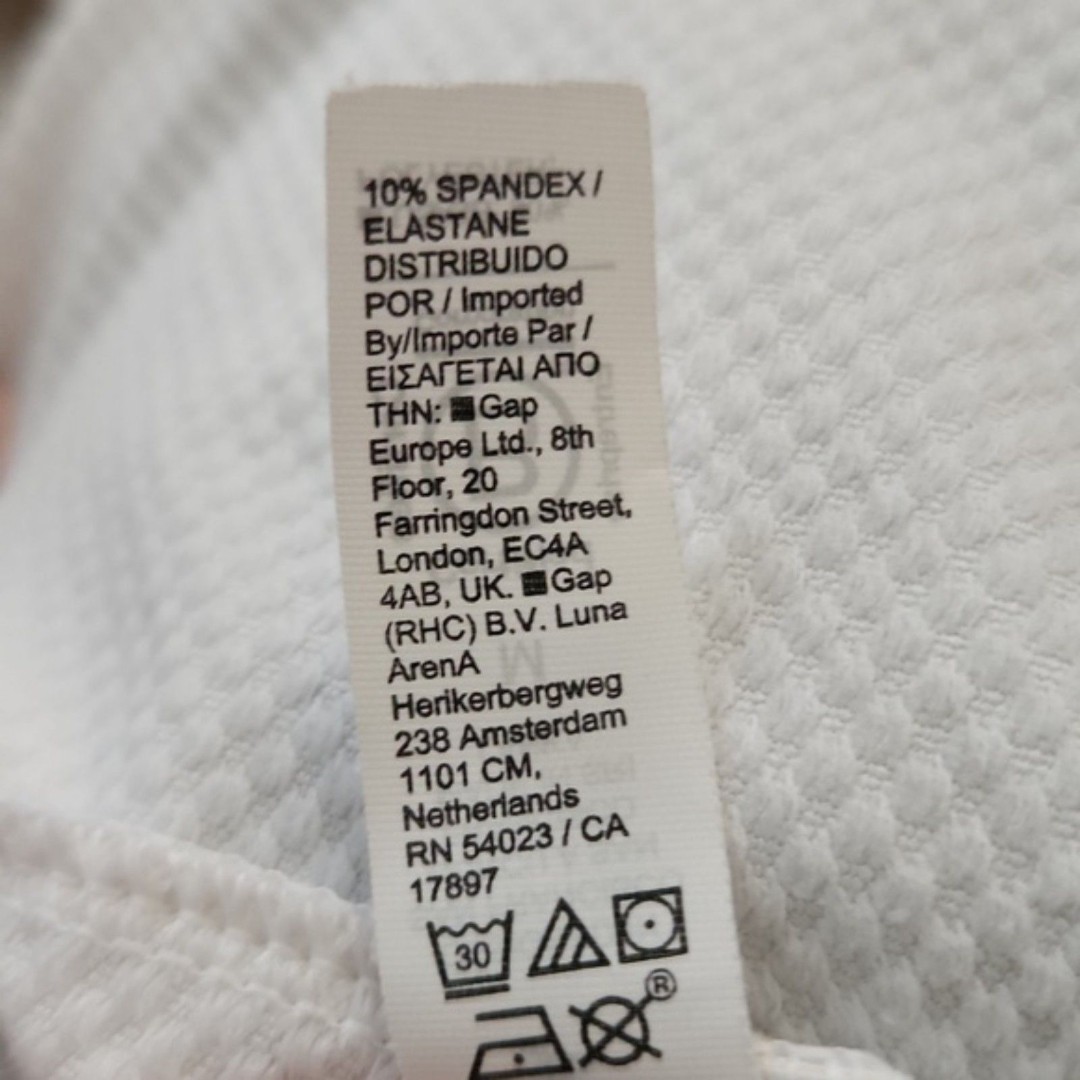 10% SPANDEX /
ELASTANE
DISTRIBUIDO
POR / Imported
By/Importe Par /
ΕΙΣΑΓΕΤΑΙ ΑΠΟ
ΤΗΝ: Gap
Europe Ltd., 8th
Floor, 20
Farringdon Street,
London, EC4A
4AB, UK. Gap
(RHC) B.V. Luna
ArenA
Herikerbergweg
238 Amsterdam
1101 CM,
Netherlands
RN 54023 / CA
17897
30
®